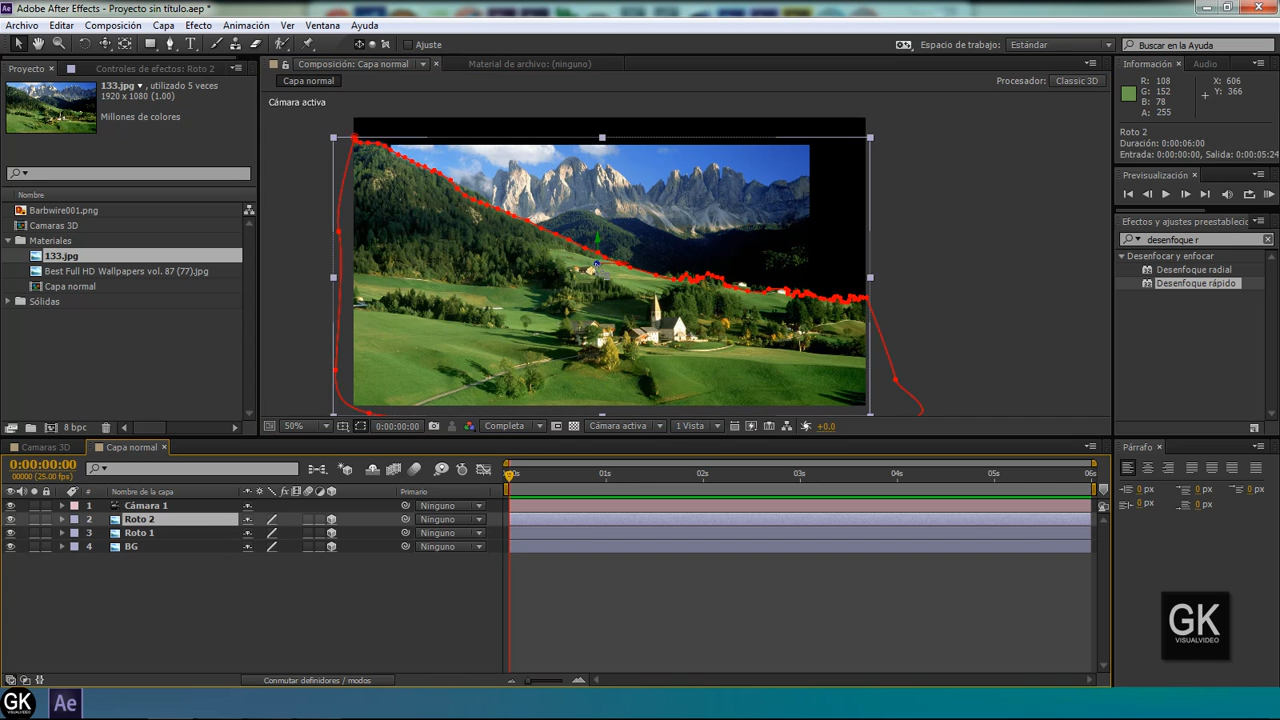 Adobe After Effects - Proyecto sin título.aep *
Archivo Editar Composición Capa Efecto Animación Ver Ventana Ayuda
Ajuste
Espacio de trabajo: Estándar
Buscar en la Ayuda
Proyecto
Controles de efectos: Roto 2
133.jpg ▾, utilizado 5 veces
1920 x 1080 (1.00)
Millones de colores
Nombre
Barbwire001.png
Camaras 3D
Materiales
133.jpg
Best Full HD Wallpapers vol. 87 (77).jpg
Capa normal
Sólidas
8 bpc
Composición: Capa normal
Material de archivo: (ninguno)
Capa normal
Procesador: Classic 3D
Cámara activa
50%
0:00:00:00
Completa
Cámara activa
1 Vista
+0.0
Información
Audio
R: 108
G: 152
B: 78
A: 255
X: 606
Y: 366
Roto 2
Duración: 0:00:06:00
Entrada: 0:00:00:00, Salida: 0:00:05:24
Previsualización
Efectos y ajustes preestablecio
desenfoque r
Desenfocar y enfocar
Desenfoque radial
Desenfoque rápido
Camaras 3D
Capa normal
0:00:00:00
00000 (25.00 fps)
# Nombre de la capa
Primario
1 Cámara 1 Ninguno
2 Roto 2 Ninguno
3 Roto 1 Ninguno
4 BG Ninguno
01s 02s 03s 04s 05s 06s
Conmutar definidores / modos
Párrafo
0 px 0 px 0 px
0 px 0 px
GK
VISUALVIDEO
GK
Ae